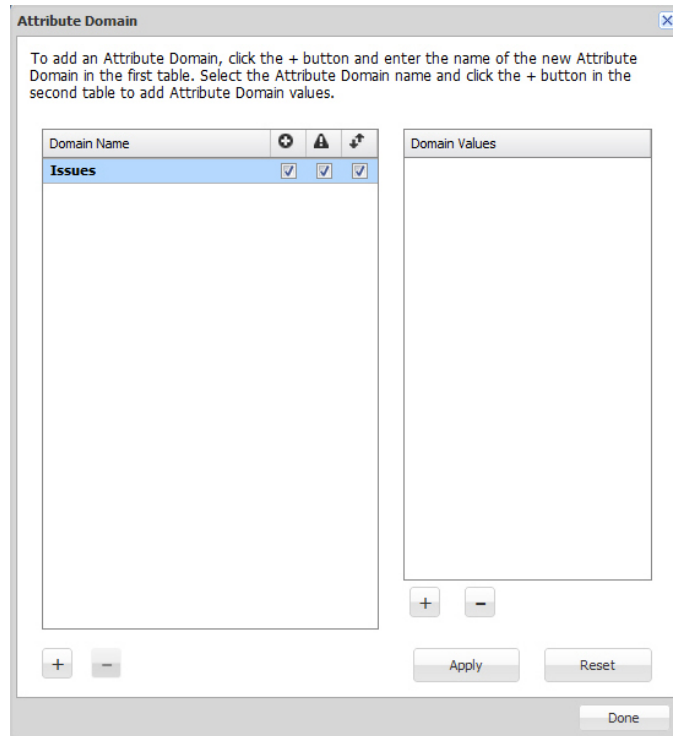 Attribute Domain
To add an Attribute Domain, click the + button and enter the name of the new Attribute
Domain in the first table. Select the Attribute Domain name and click the + button in the
second table to add Attribute Domain values.
Domain Name
Domain Values
Issues
+ -
+ -
Apply
Reset
Done